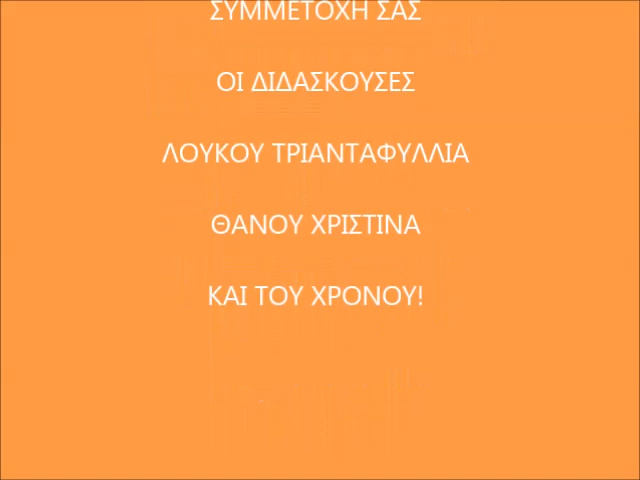 ΣΥΜΜΕΤΟΧΗ ΣΑΣ
ΟΙ ΔΙΔΑΣΚΟΥΣΕΣ
ΛΟΥΚΟΥ ΤΡΙΑΝΤΑΦΥΛΛΙΑ
ΘΑΝΟΥ ΧΡΙΣΤΙΝΑ
ΚΑΙ ΤΟΥ ΧΡΟΝΟΥ!